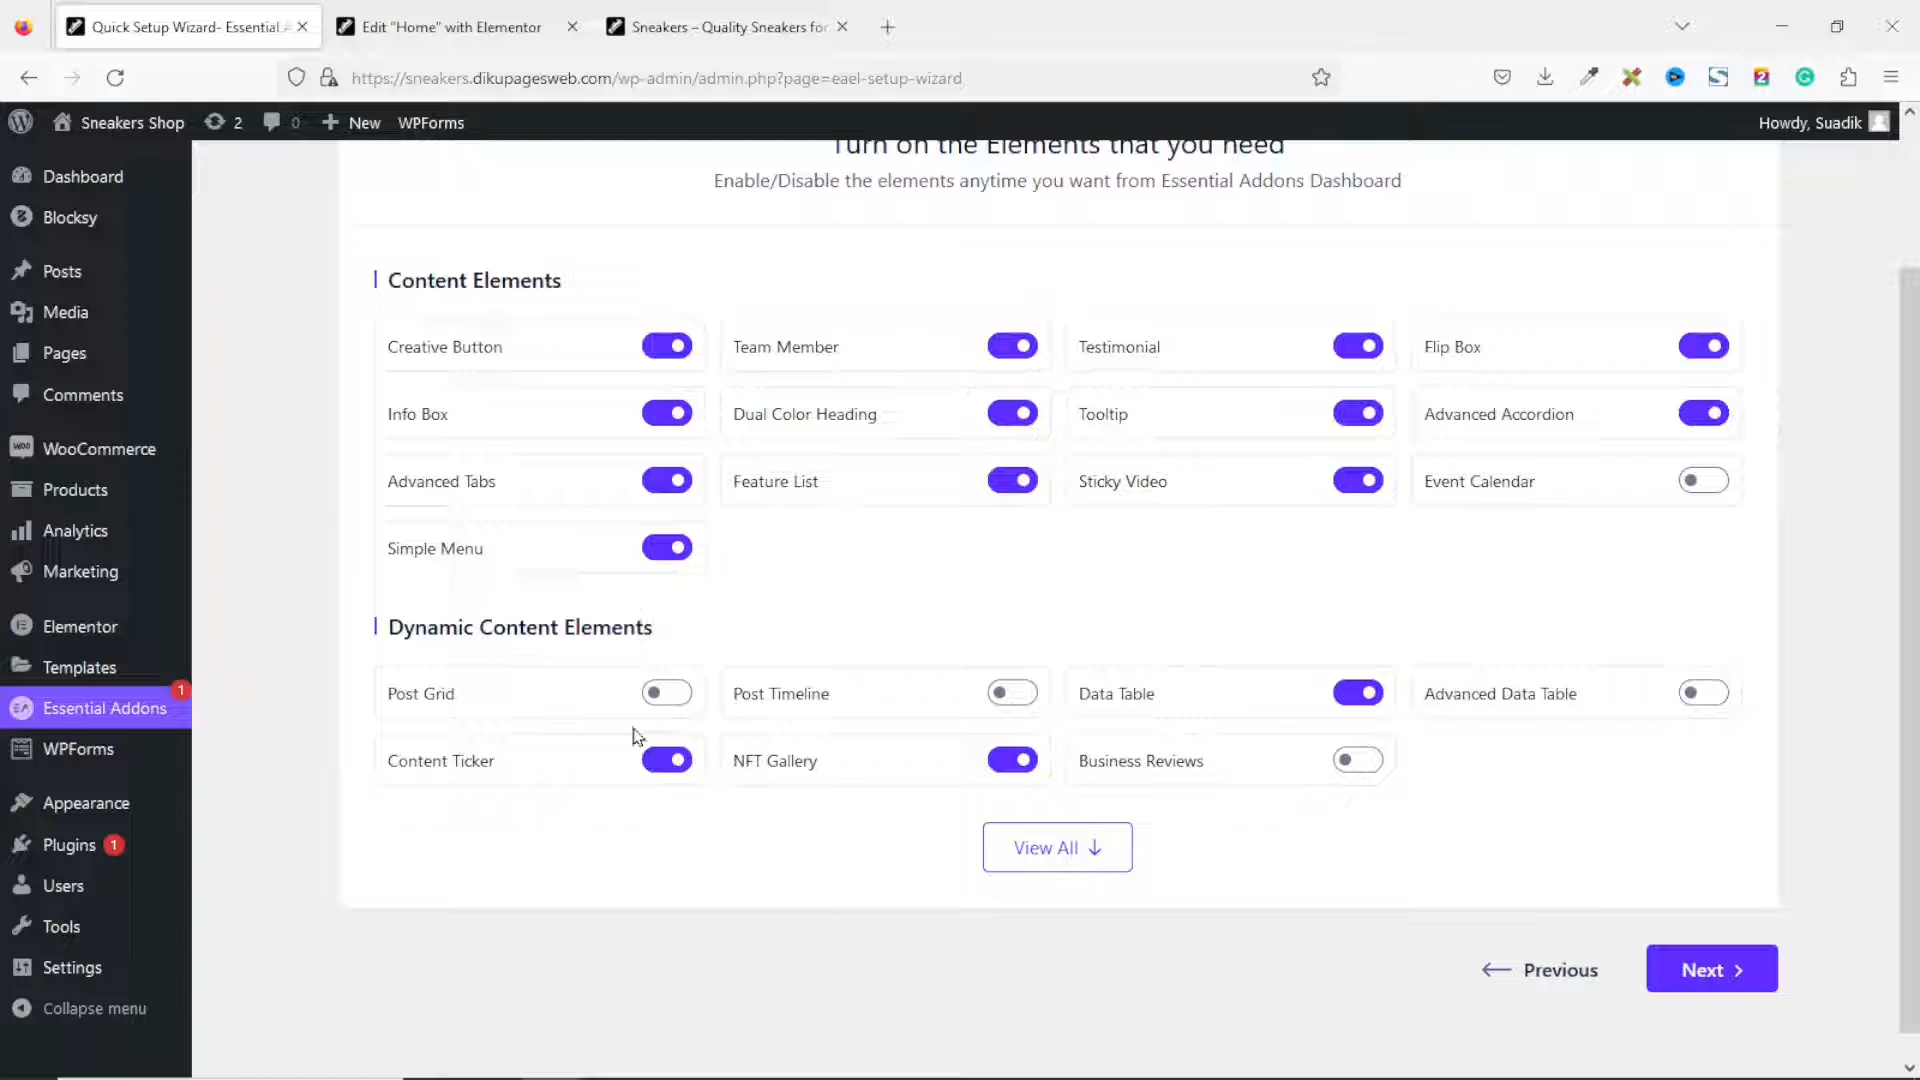 Quick Setup Wizard- Essential A
Edit "Home" with Elementor
Sneakers – Quality Sneakers for
https://sneakers.dikupagesweb.com/wp-admin/admin.php?page=eael-setup-wizard
Sneakers Shop
2
0
New
WPForms
Howdy, Suadik
Dashboard
Blocksy
Posts
Media
Pages
Comments
WooCommerce
Products
Analytics
Marketing
Elementor
Templates
Essential Addons
1
WPForms
Appearance
Plugins 1
Users
Tools
Settings
Collapse menu
Turn on the Elements that you need
Enable/Disable the elements anytime you want from Essential Addons Dashboard
Content Elements
Creative Button
Team Member
Testimonial
Flip Box
Info Box
Dual Color Heading
Tooltip
Advanced Accordion
Advanced Tabs
Feature List
Sticky Video
Event Calendar
Simple Menu
Dynamic Content Elements
Post Grid
Post Timeline
Data Table
Advanced Data Table
Content Ticker
NFT Gallery
Business Reviews
View All
Previous
Next